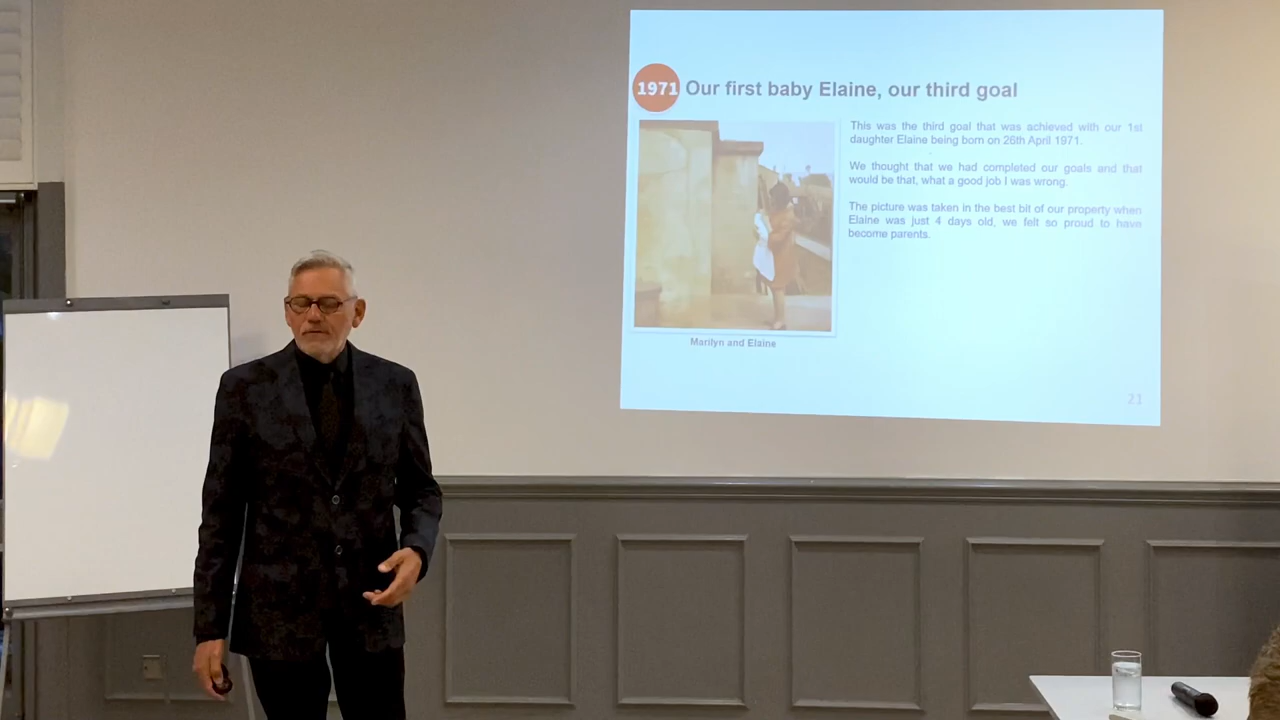 1971 Our first baby Elaine, our third goal
This was the third goal that was achieved with our 1st
daughter Elaine being born on 26th April 1971.
We thought that we had completed our goals and that
would be that, what a good job I was wrong.
The picture was taken in the best bit of our property when
Elaine was just 4 days old, we felt so proud to have
become parents.
Marilyn and Elaine
21